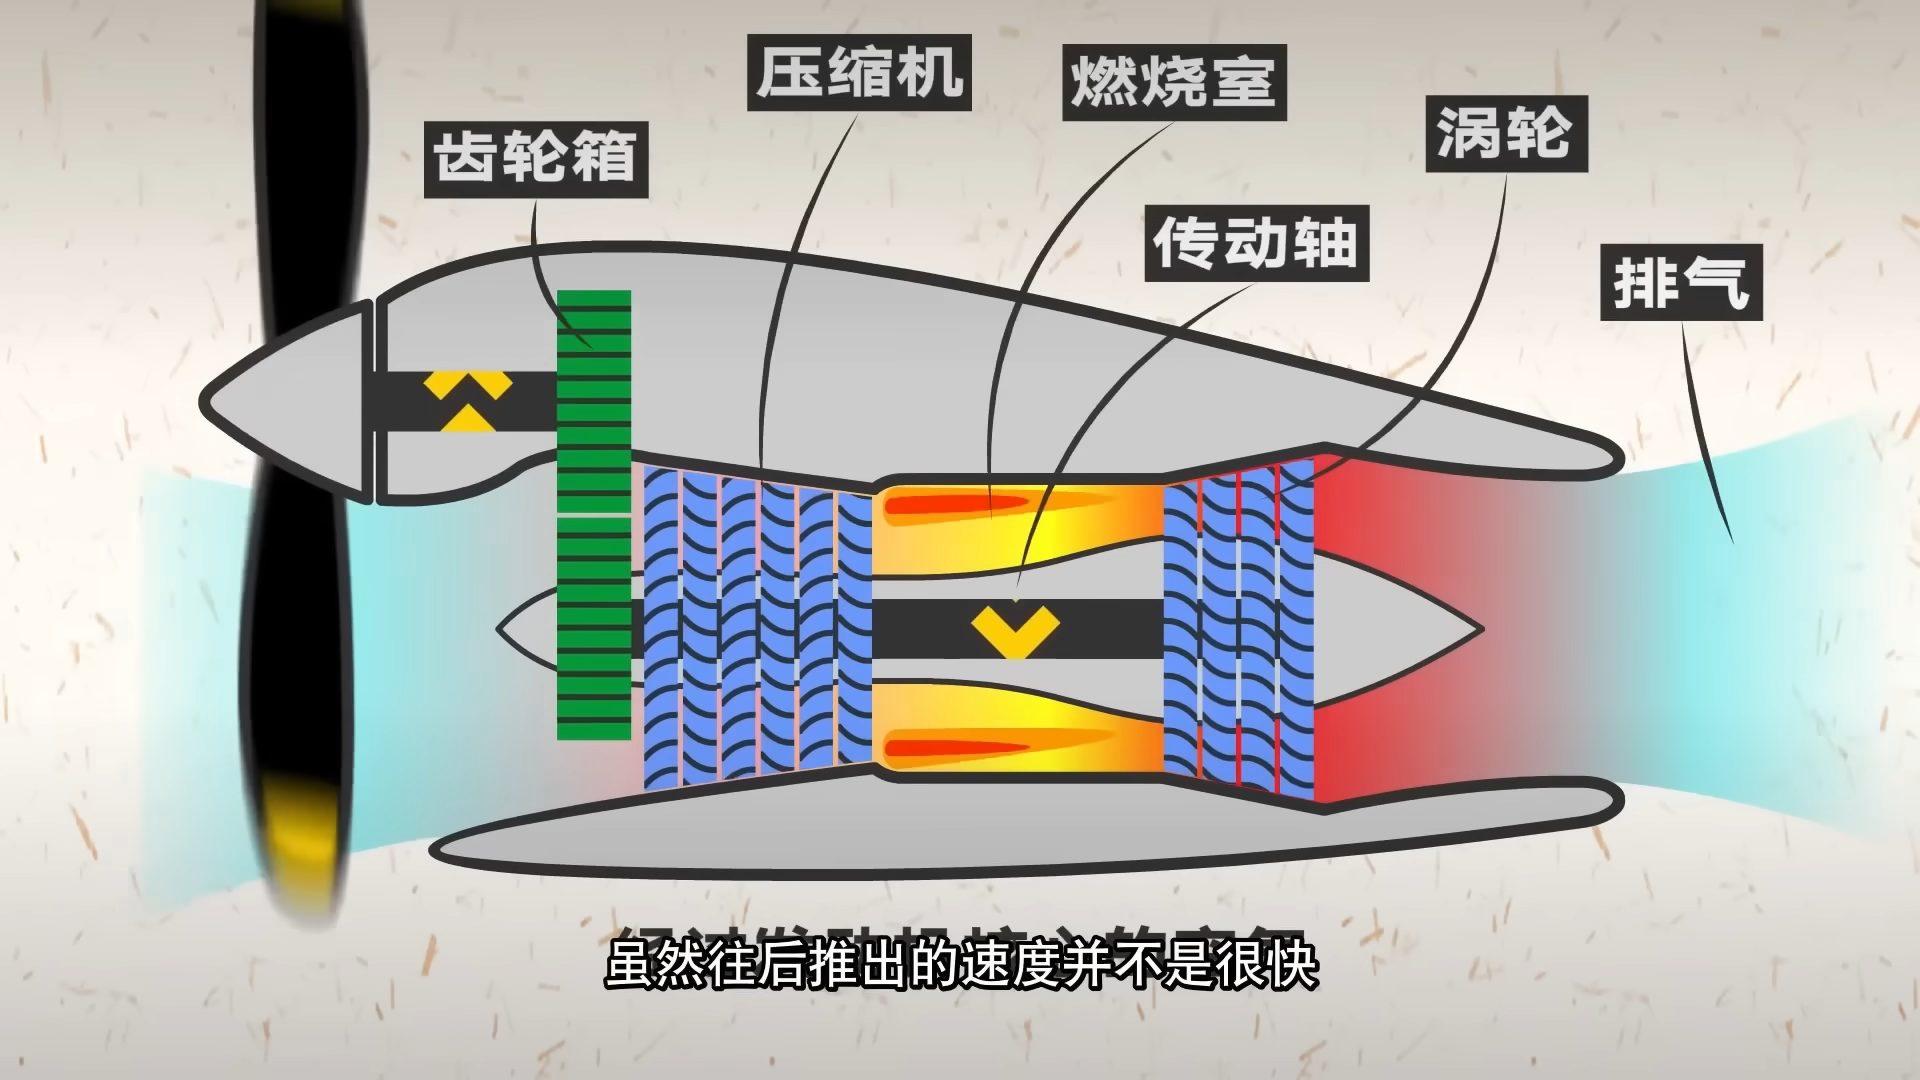 压缩机
燃烧室
涡轮
齿轮箱
传动轴
排气
虽然往后推出的速度并不是很快